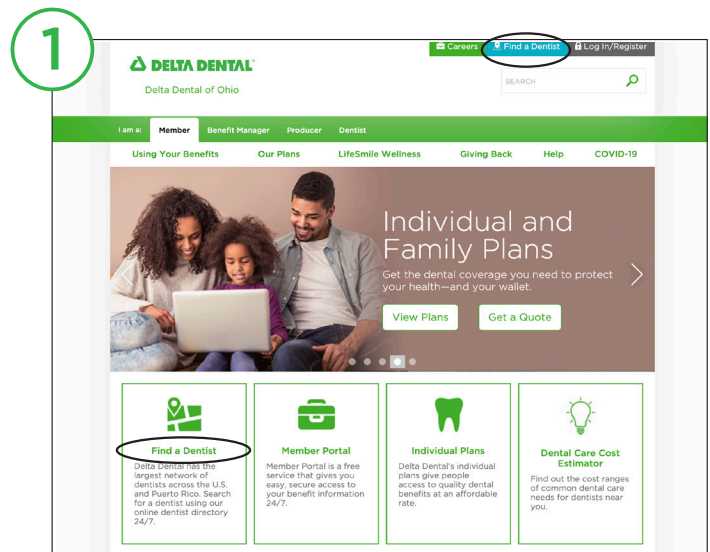 1
Careers Find a Dentist Log In/Register
DELTA DENTAL®
Delta Dental of Ohio
SEARCH
I am a: Member Benefit Manager Producer Dentist
Using Your Benefits Our Plans LifeSmile Wellness Giving Back Help COVID-19
Individual and
Family Plans
Get the dental coverage you need to protect
your health—and your wallet.
View Plans Get a Quote
Find a Dentist
Delta Dental has the
largest network of
dentists across the U.S.
and Puerto Rico. Search
for a dentist using our
online dentist directory
24/7.
Member Portal
Member Portal is a free
service that gives you
easy, secure access to
your benefit information
24/7.
Individual Plans
Delta Dental's individual
plans give people
access to quality dental
benefits at an affordable
rate.
Dental Care Cost
Estimator
Find out the cost ranges
of common dental care
needs for dentists near
you.